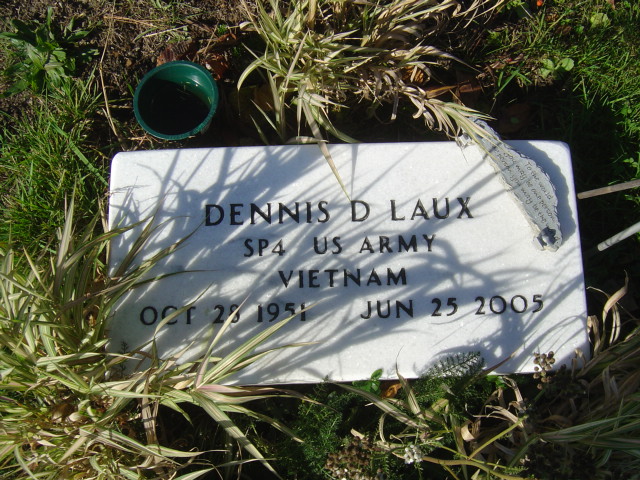 DENNIS D LAUX
SP4 US ARMY
VIETNAM
OCT 28 1951 JUN 25 2005